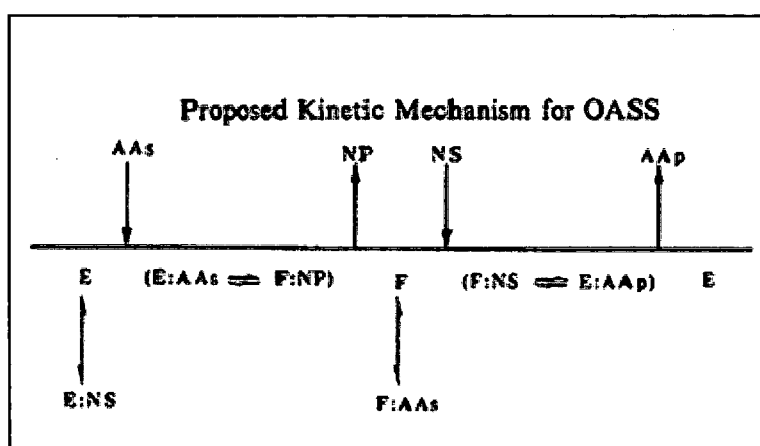 Proposed Kinetic Mechanism for OASS
AAs NP NS AAp
E (E:AAs ⇌ F:NP) F (F:NS ⇌ E:AAp) E
E:NS F:AAs